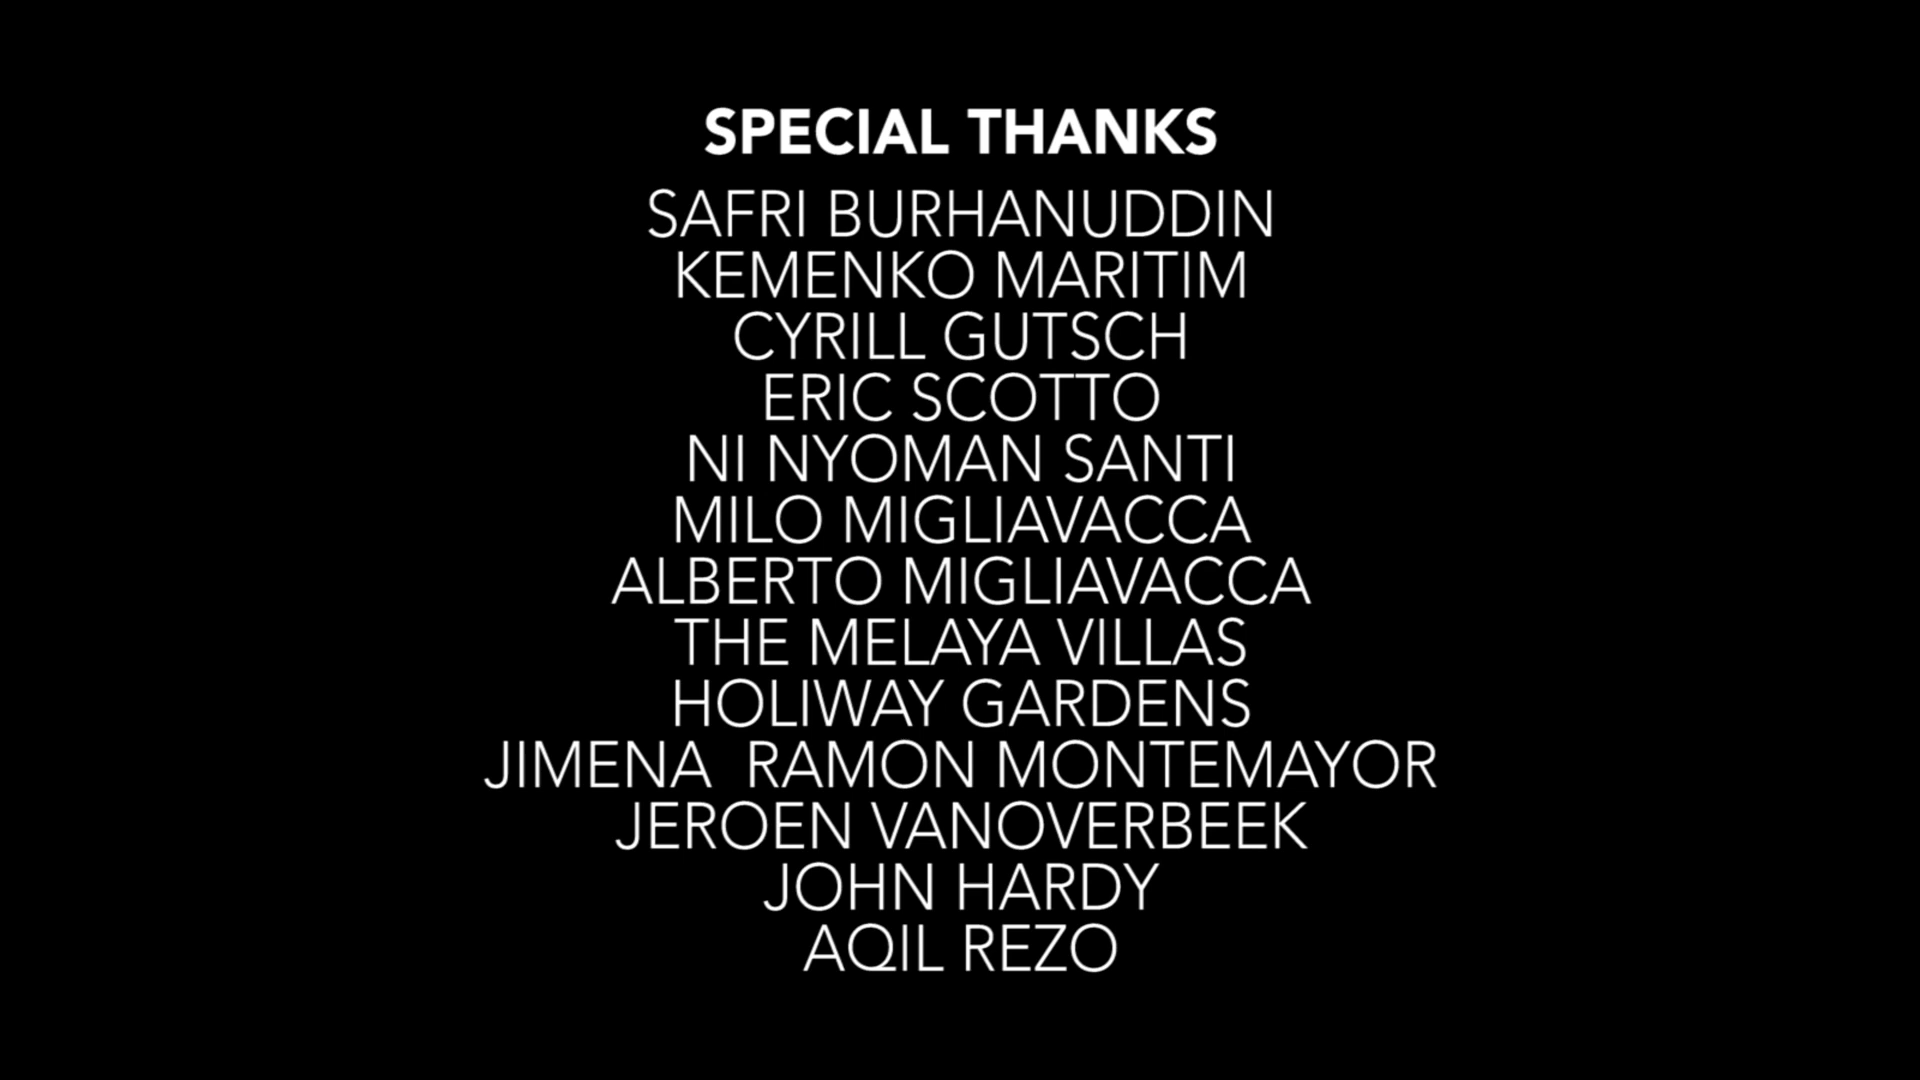 SPECIAL THANKS
SAFRI BURHANUDDIN
KEMENKO MARITIM
CYRILL GUTSCH
ERIC SCOTTO
NI NYOMAN SANTI
MILO MIGLIAVACCA
ALBERTO MIGLIAVACCA
THE MELAYA VILLAS
HOLIWAY GARDENS
JIMENA  RAMON MONTEMAYOR
JEROEN VANOVERBEEK
JOHN HARDY
AQIL REZO